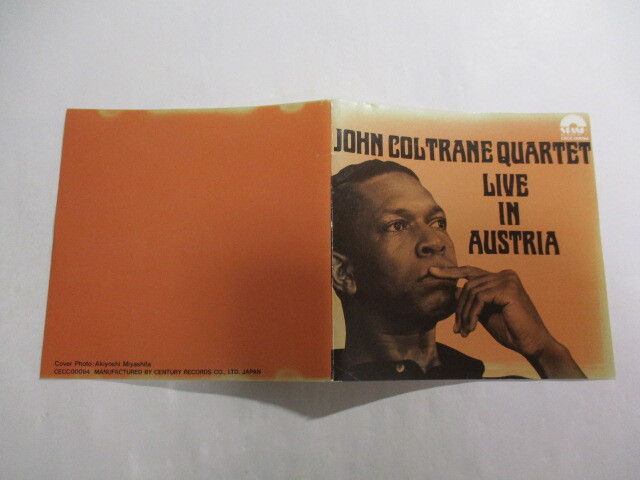 JOHN COLTRANE QUARTET
LIVE
IN
AUSTRIA
Cover Photo: Akiyoshi Miyashita
CECC00094. MANUFACTURED BY CENTURY RECORDS CO., LTD. JAPAN